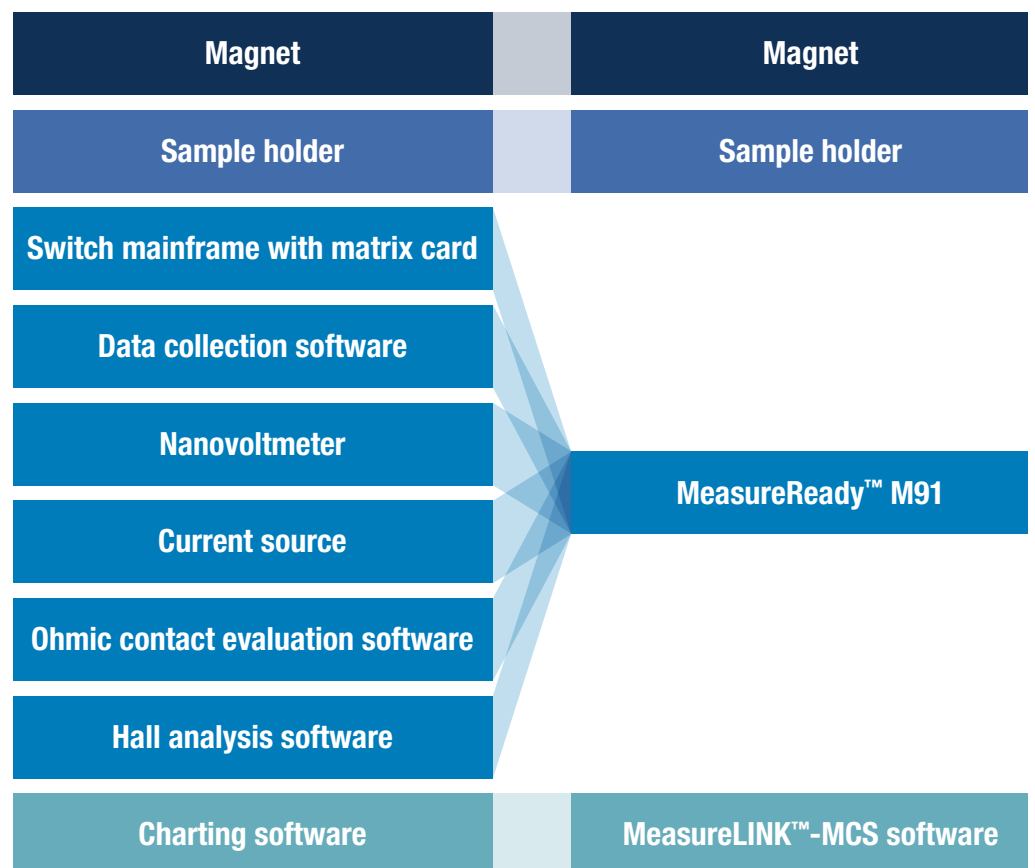 Magnet
Magnet
Sample holder
Sample holder
Switch mainframe with matrix card
Data collection software
Nanovoltmeter
MeasureReady™ M91
Current source
Ohmic contact evaluation software
Hall analysis software
Charting software
MeasureLINK™-MCS software